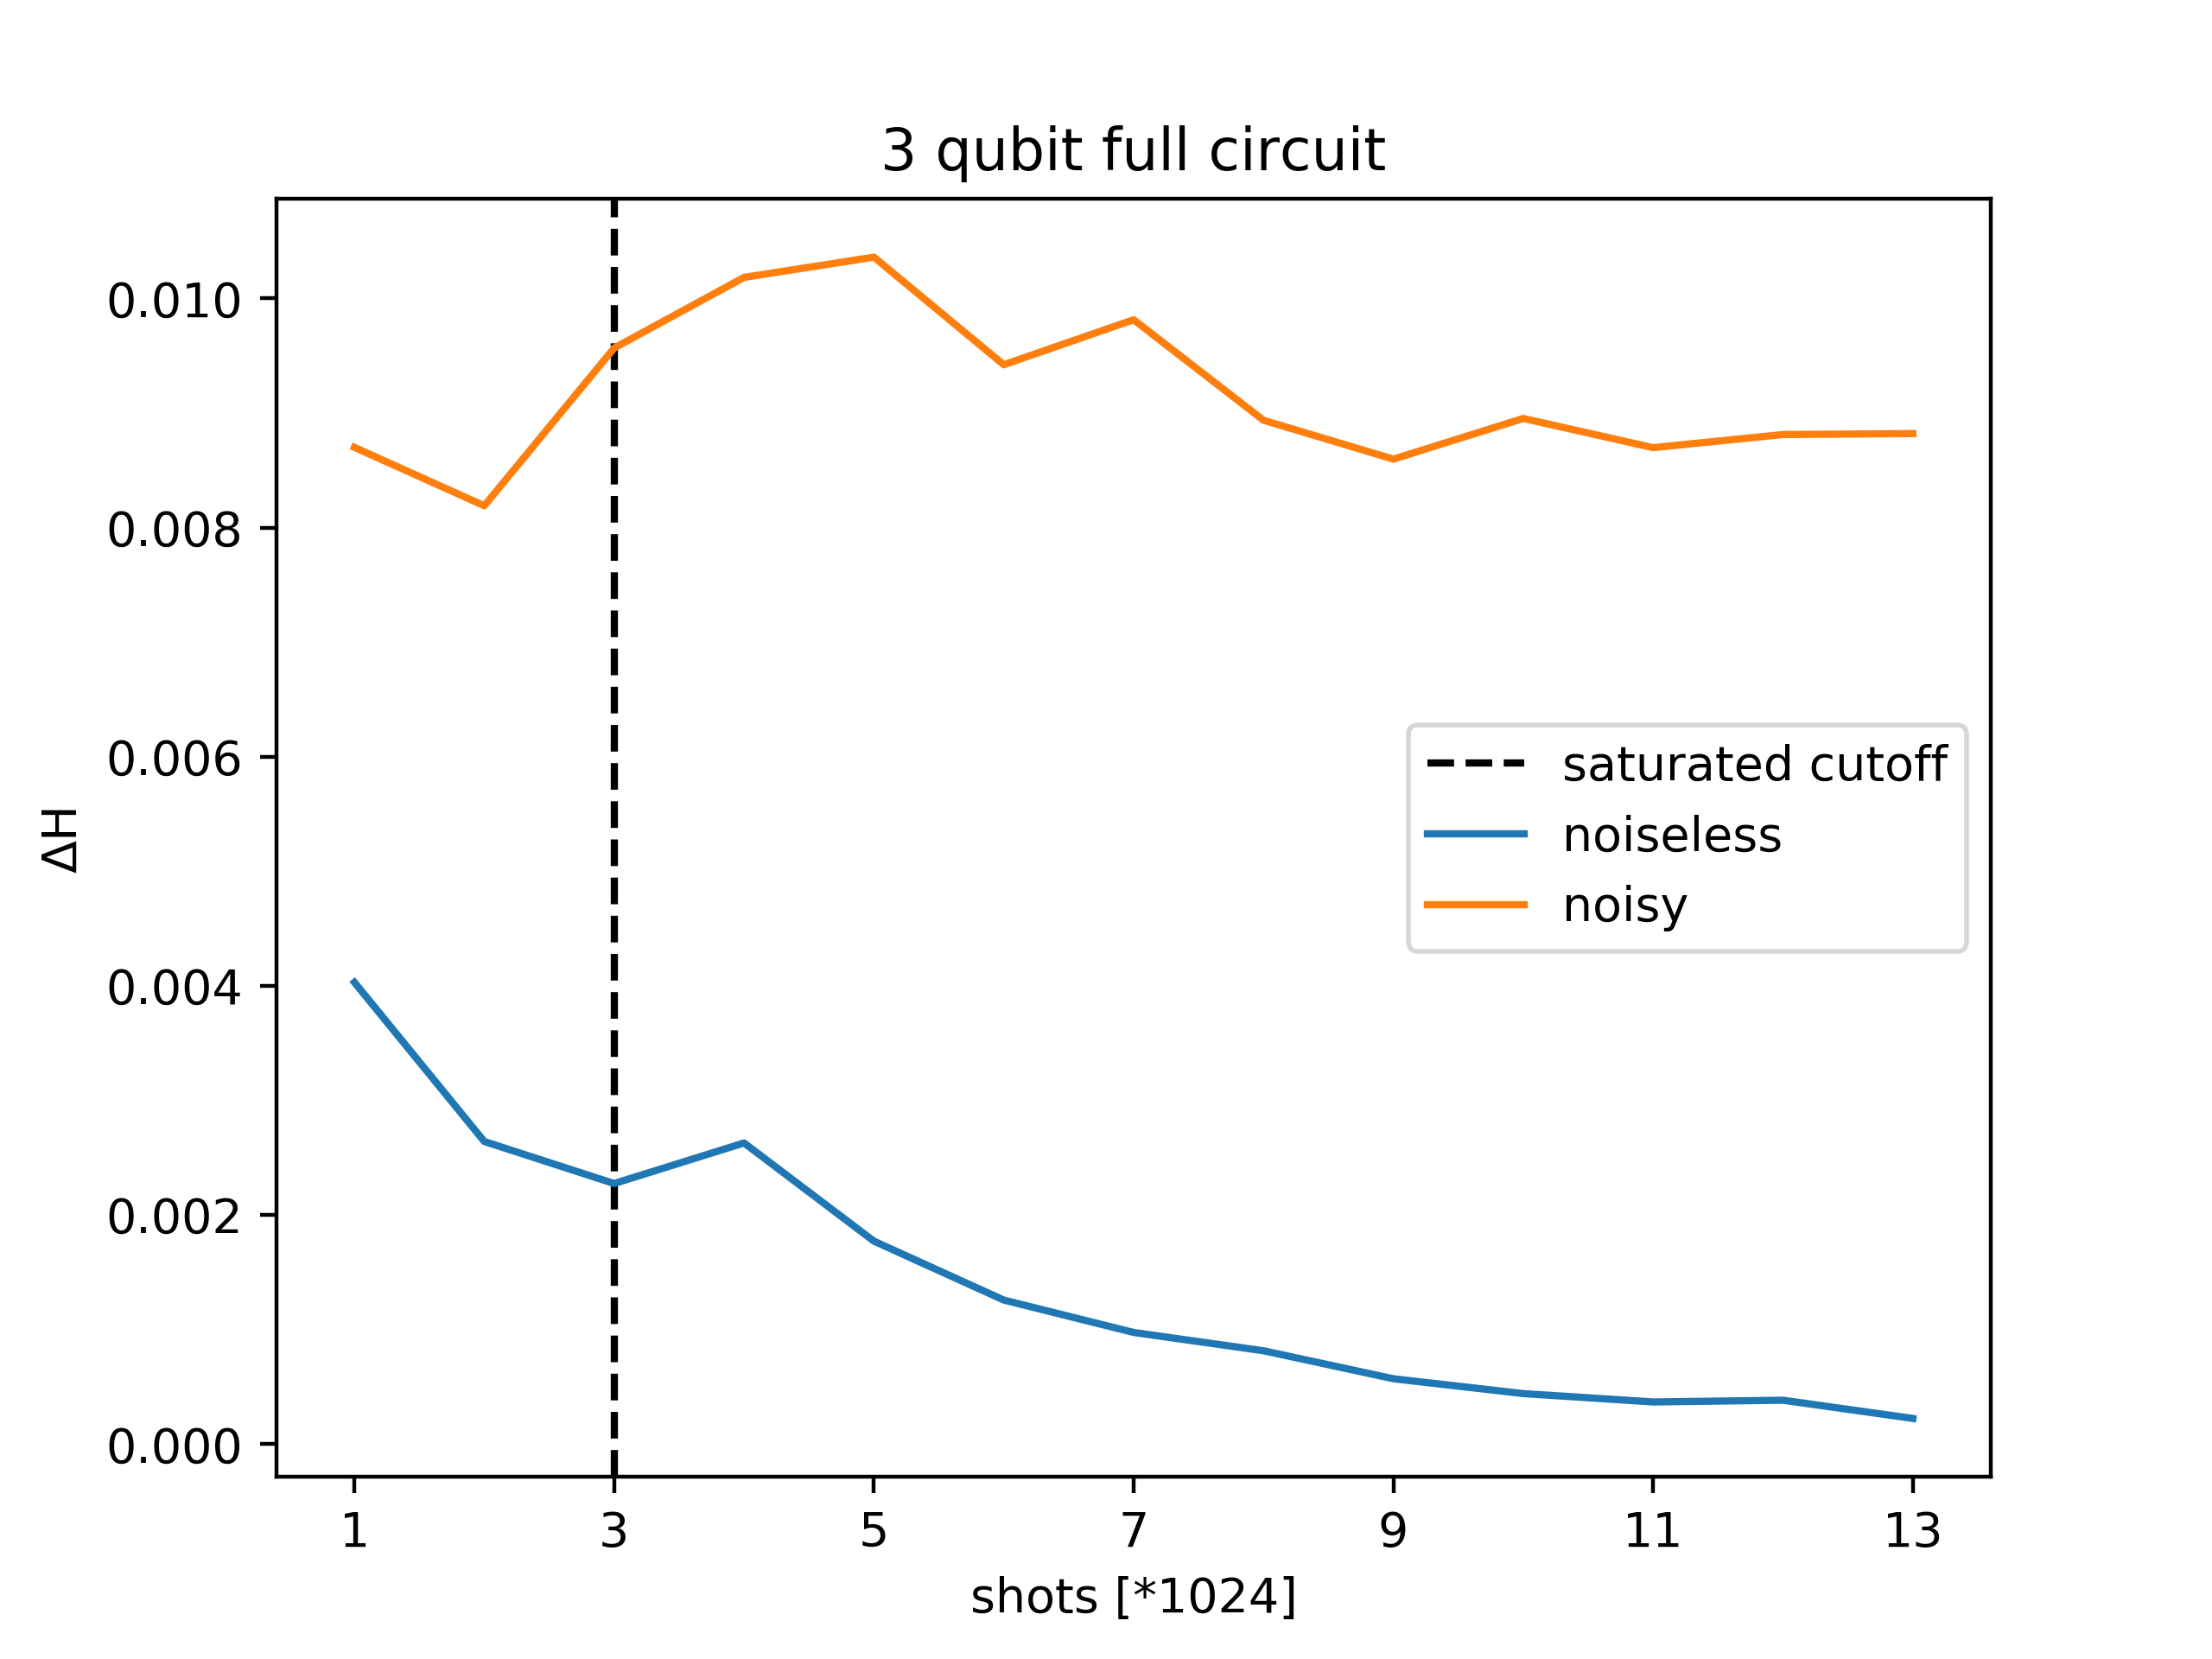 3 qubit full circuit
0.010
0.008
0.006
0.004
0.002
0.000
ΔH
saturated cutoff
noiseless
noisy
1 3 5 7 9 11 13
shots [*1024]